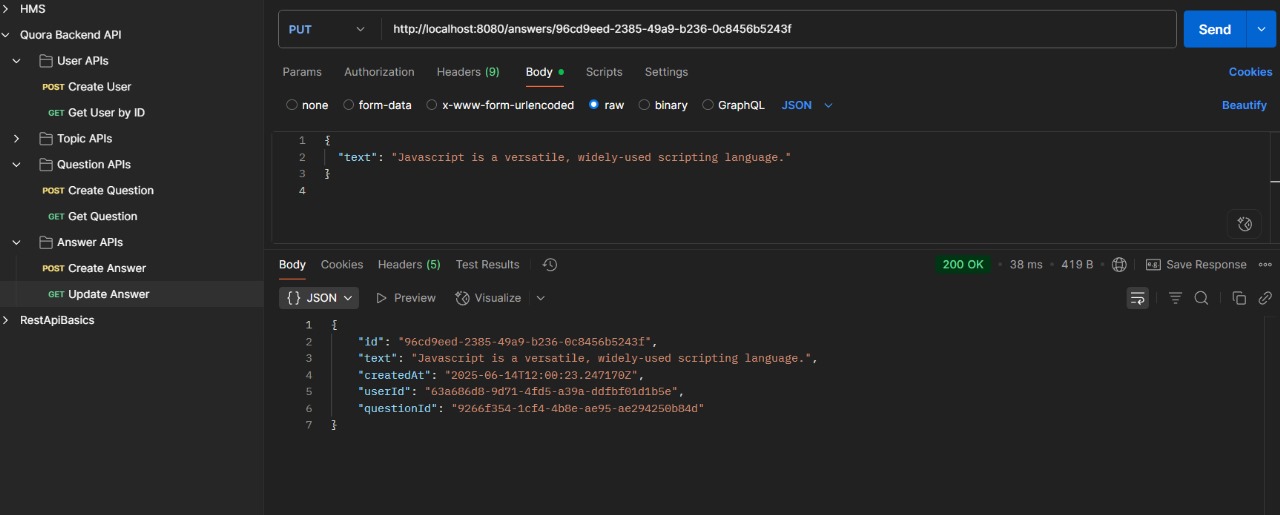 HMS
Quora Backend API
User APIs
POST Create User
GET Get User by ID
Topic APIs
Question APIs
POST Create Question
GET Get Question
Answer APIs
POST Create Answer
GET Update Answer
RestApiBasics
PUT http://localhost:8080/answers/96cd9eed-2385-49a9-b236-0c8456b5243f Send
Params Authorization Headers (9) Body Scripts Settings Cookies
none form-data x-www-form-urlencoded raw binary GraphQL JSON Beautify
1 {
2 "text": "Javascript is a versatile, widely-used scripting language."
3 }
4
Body Cookies Headers (5) Test Results 200 OK • 38 ms • 419 B • e.g. Save Response
{} JSON Preview Visualize
1 {
2 "id": "96cd9eed-2385-49a9-b236-0c8456b5243f",
3 "text": "Javascript is a versatile, widely-used scripting language.",
4 "createdAt": "2025-06-14T12:00:23.247170Z",
5 "userId": "63a686d8-9d71-4fd5-a39a-ddfbf01d1b5e",
6 "questionId": "9266f354-1cf4-4b8e-ae95-ae294250b84d"
7 }